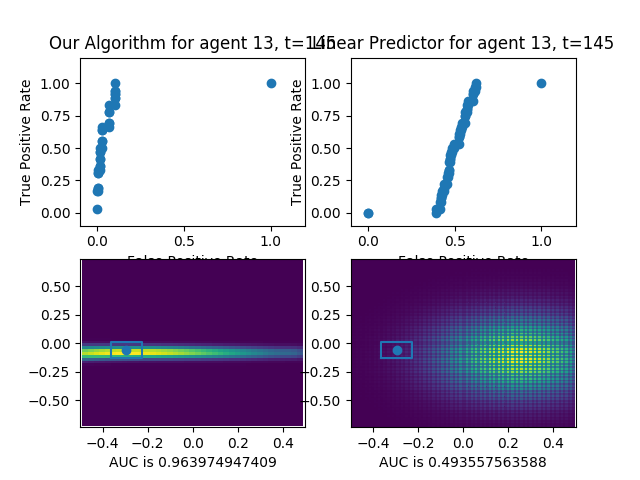 Our Algorithm for agent 13, t=145
Linear Predictor for agent 13, t=145
True Positive Rate
1.00
0.75
0.50
0.25
0.00
0.0 0.5 1.0
False Positive Rate
True Positive Rate
1.00
0.75
0.50
0.25
0.00
0.0 0.5 1.0
False Positive Rate
0.50
0.25
0.00
−0.25
−0.50
−0.4 −0.2 0.0 0.2 0.4
AUC is 0.963974947409
0.50
0.25
0.00
−0.25
−0.50
−0.4 −0.2 0.0 0.2 0.4
AUC is 0.493557563588